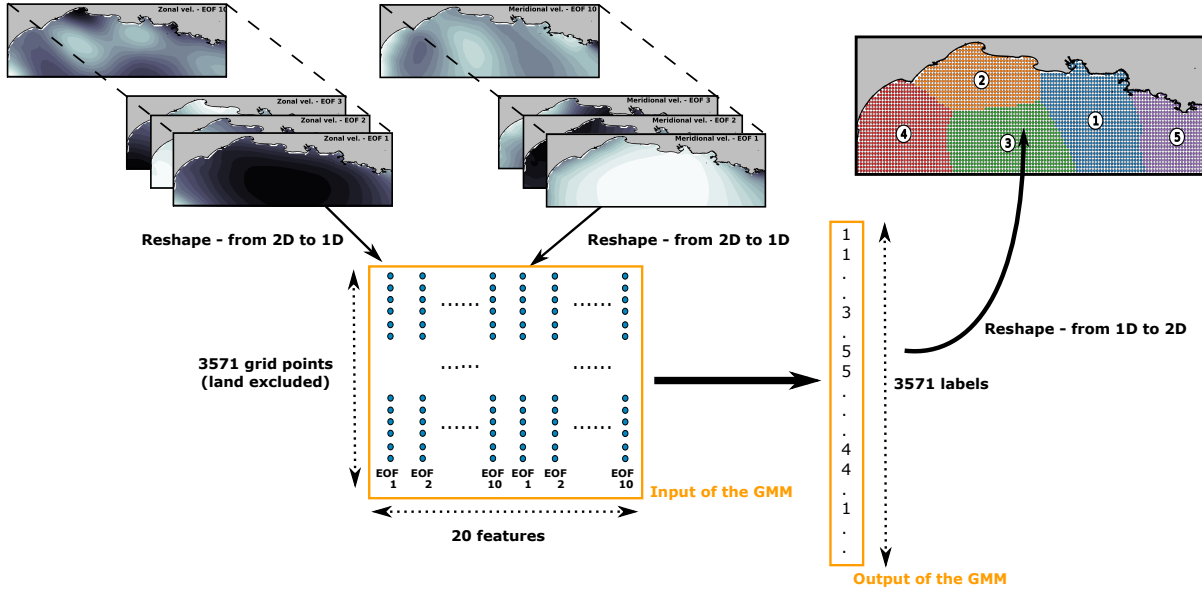 Zonal vel. - EOF 10
Meridional vel. - EOF 10
Zonal vel. - EOF 3
Zonal vel. - EOF 2
Zonal vel. - EOF 1
Meridional vel. - EOF 3
Meridional vel. - EOF 2
Meridional vel. - EOF 1
2
1
4
3
5
Reshape - from 2D to 1D
Reshape - from 2D to 1D
3571 grid points
(land excluded)
......
......
......
......
......
......
EOF 1
EOF 2
EOF 10
EOF 1
EOF 2
EOF 10
20 features
Input of the GMM
1
1
.
.
3
.
5
5
.
.
.
4
4
.
1
.
.
3571 labels
Output of the GMM
Reshape - from 1D to 2D